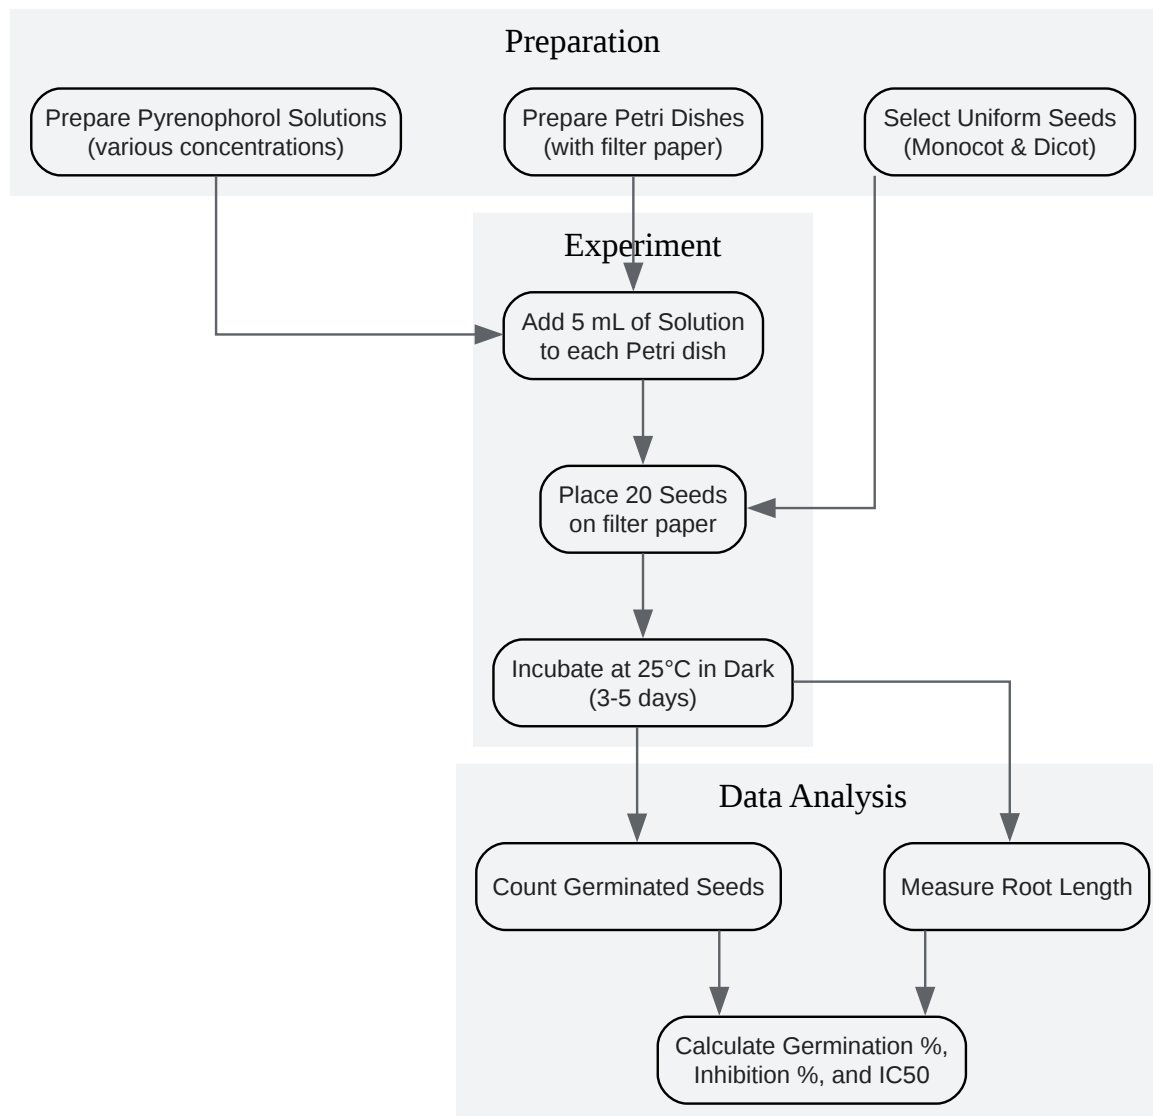 Preparation
Prepare Pyrenophorol Solutions
(various concentrations)
Prepare Petri Dishes
(with filter paper)
Select Uniform Seeds
(Monocot & Dicot)
Experiment
Add 5 mL of Solution
to each Petri dish
Place 20 Seeds
on filter paper
Incubate at 25°C in Dark
(3-5 days)
Data Analysis
Count Germinated Seeds
Measure Root Length
Calculate Germination %,
Inhibition %, and IC50